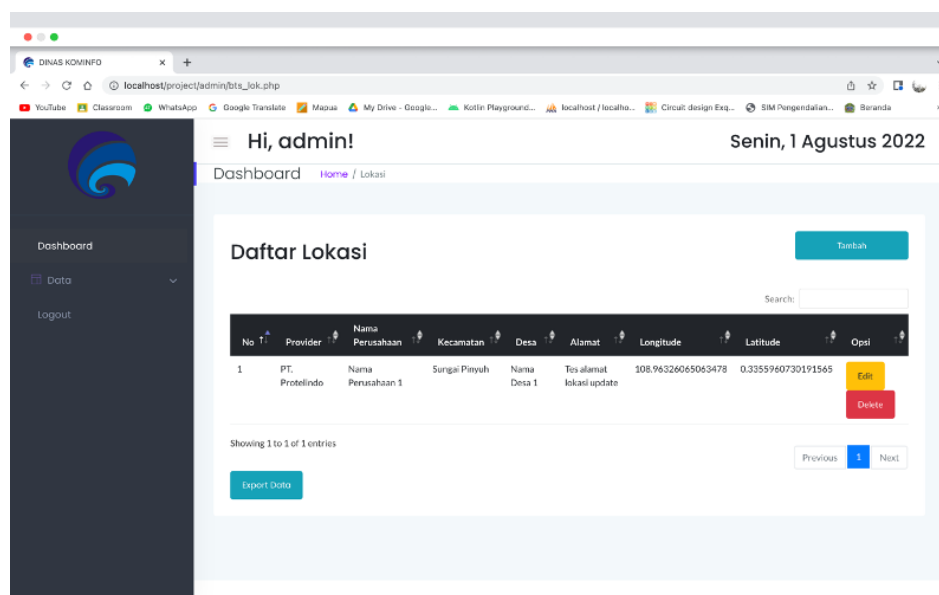 DINAS KOMINFO
localhost/project/admin/bts_lok.php
YouTube Classroom WhatsApp Google Translate Mapua My Drive - Google... Kotlin Playground... localhost / localho... Circuit design Exq... SIM Pengendalian... Beranda
Hi, admin! Senin, 1 Agustus 2022
Dashboard Home / Lokasi
Dashboard
Data
Logout
Daftar Lokasi Tambah
Search:
No Provider Nama Perusahaan Kecamatan Desa Alamat Longitude Latitude Opsi
1 PT. Nama Sungai Pinyuh Nama Tes alamat 108.96326065063478 0.3355960730191565 Edit
Protelindo Perusahaan 1 Desa 1 lokasi update
Delete
Showing 1 to 1 of 1 entries
Previous 1 Next
Export Data